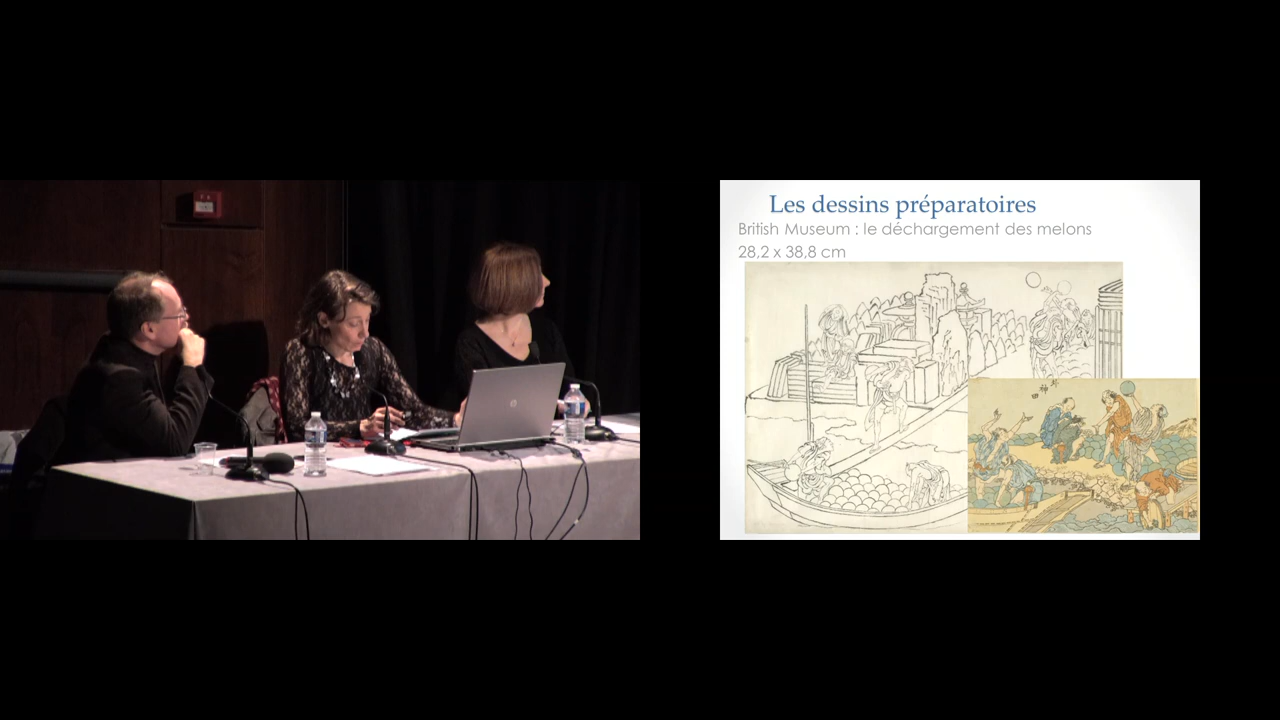 Les dessins préparatoires
British Museum : le déchargement des melons
28,2 x 38,8 cm